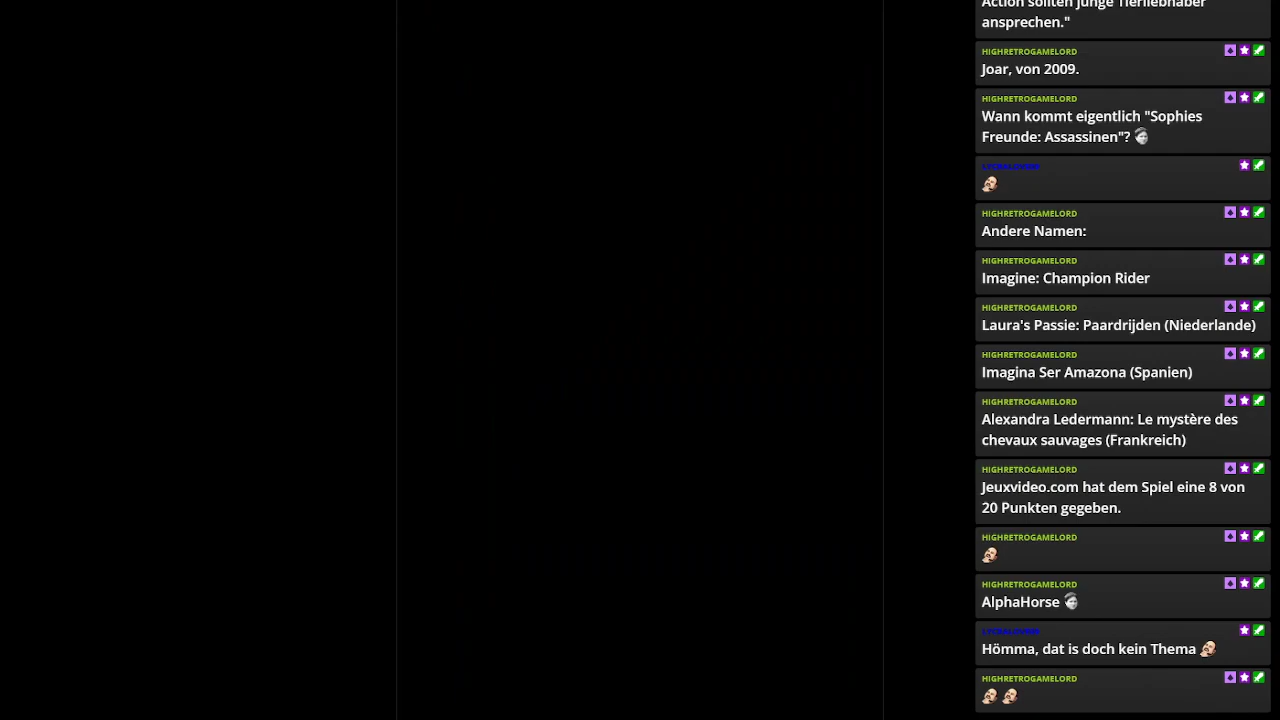 Action sollten junge Tierliebhaber
ansprechen."
HIGHRETROGAMELORD
Joar, von 2009.
HIGHRETROGAMELORD
Wann kommt eigentlich "Sophies
Freunde: Assassinen"?
HIGHRETROGAMELORD
Andere Namen:
HIGHRETROGAMELORD
Imagine: Champion Rider
HIGHRETROGAMELORD
Laura's Passie: Paardrijden (Niederlande)
HIGHRETROGAMELORD
Imagina Ser Amazona (Spanien)
HIGHRETROGAMELORD
Alexandra Ledermann: Le mystère des
chevaux sauvages (Frankreich)
HIGHRETROGAMELORD
Jeuxvideo.com hat dem Spiel eine 8 von
20 Punkten gegeben.
HIGHRETROGAMELORD
HIGHRETROGAMELORD
AlphaHorse
Hömma, dat is doch kein Thema
HIGHRETROGAMELORD